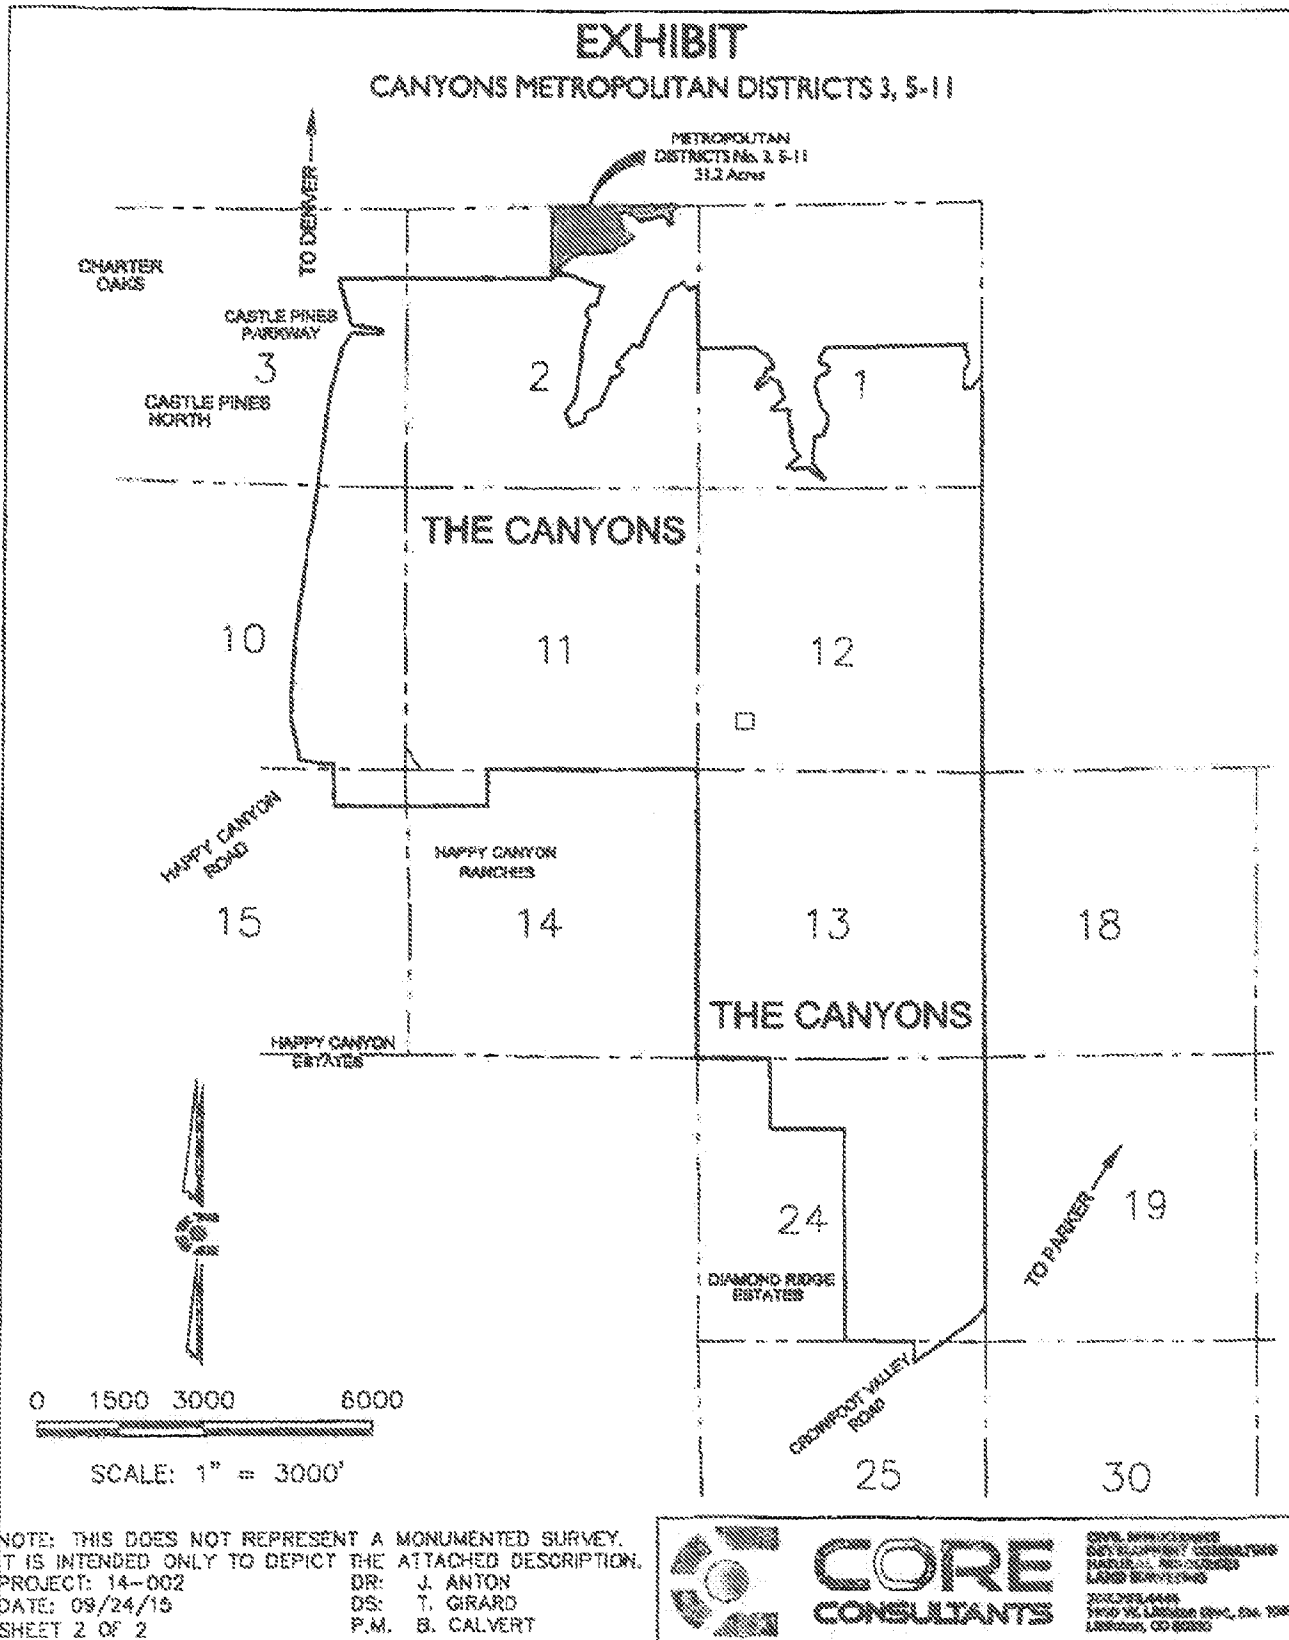 EXHIBIT
CANYONS METROPOLITAN DISTRICTS 3, 5-11
METROPOLITAN
DISTRICTS No. 3, 5-11
31.2 Acres
TO DENVER
CHARTER
OAKS
CASTLE PINES
PARKWAY
3
2
1
CASTLE PINES
NORTH
THE CANYONS
10
11
12
HAPPY CANYON
ROAD
HAPPY CANYON
RANCHES
15
14
13
18
THE CANYONS
HAPPY CANYON
ESTATES
24
19
TO PARKER
DIAMOND RIDGE
ESTATES
CROWFOOT VALLEY
ROAD
0 1500 3000 6000
SCALE: 1" = 3000'
25
30
NOTE: THIS DOES NOT REPRESENT A MONUMENTED SURVEY.
T IS INTENDED ONLY TO DEPICT THE ATTACHED DESCRIPTION.
PROJECT: 14-002
DR: J. ANTON
DATE: 09/24/15
DS: T. GIRARD
SHEET 2 OF 2
P.M. B. CALVERT
CORE
CONSULTANTS
LAND SURVEYING